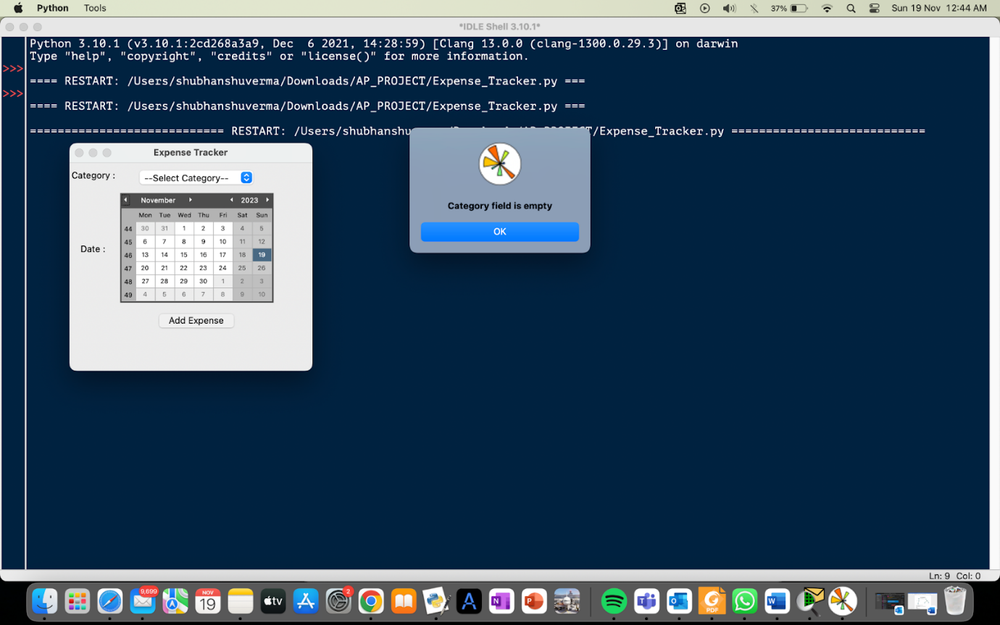 Python Tools 37% Sun 19 Nov 12:44 AM
*IDLE Shell 3.10.1*
Python 3.10.1 (v3.10.1:2cd268a3a9, Dec  6 2021, 14:28:59) [Clang 13.0.0 (clang-1300.0.29.3)] on darwin
Type "help", "copyright", "credits" or "license()" for more information.
>>>
==== RESTART: /Users/shubhanshuverma/Downloads/AP_PROJECT/Expense_Tracker.py ===
>>>
==== RESTART: /Users/shubhanshuverma/Downloads/AP_PROJECT/Expense_Tracker.py ===
============================ RESTART: /Users/shubhanshu /Expense_Tracker.py ============================
Expense Tracker
Category :
--Select Category--
November 2023
Mon Tue Wed Thu Fri Sat Sun
44 30 31 1 2 3 4 5
45 6 7 8 9 10 11 12
Date :
46 13 14 15 16 17 18 19
47 20 21 22 23 24 25 26
48 27 28 29 30 1 2 3
49 4 5 6 7 8 9 10
Add Expense
Category field is empty
OK
Ln: 9 Col: 0
9,699
NOV
19
tv
2
A
N
P
T
O
PDF
W